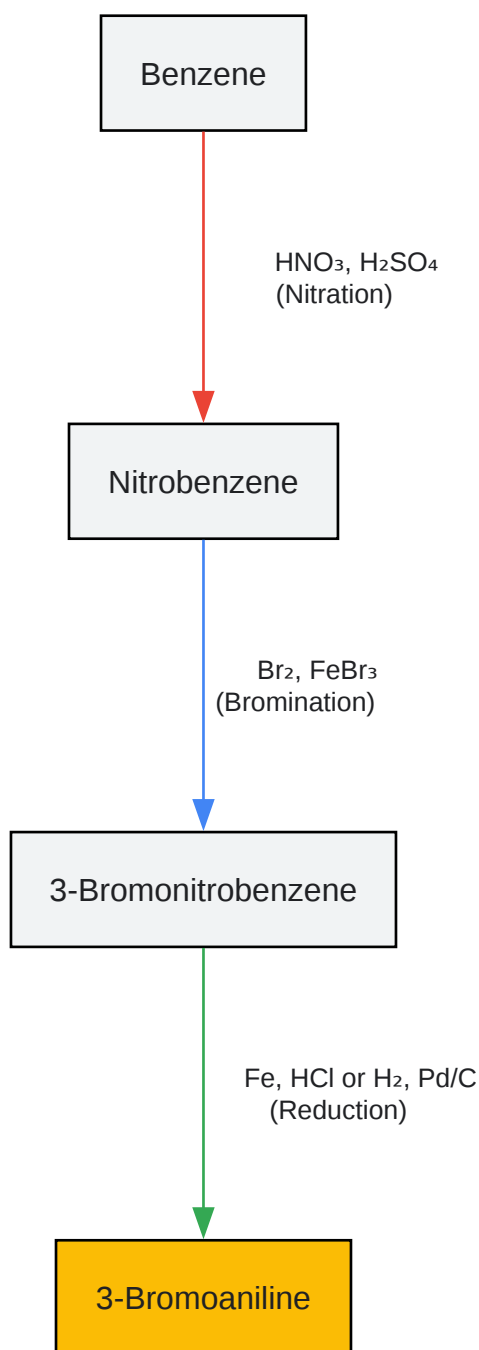 Benzene
HNO₃, H₂SO₄
(Nitration)
Nitrobenzene
Br₂, FeBr₃
(Bromination)
3-Bromonitrobenzene
Fe, HCl or H₂, Pd/C
(Reduction)
3-Bromoaniline